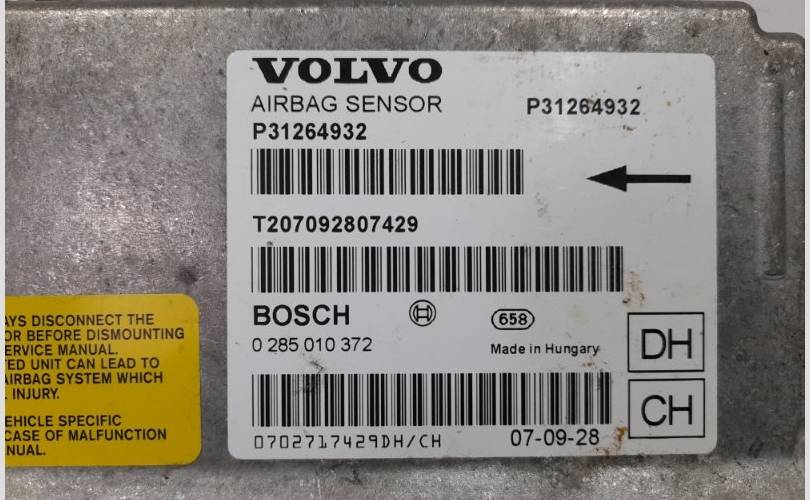 VOLVO
AIRBAG SENSOR
P31264932
P31264932
T207092807429
BOSCH
658
0 285 010 372
Made in Hungary
DH
CH
0702717429DH/CH
07-09-28
AYS DISCONNECT THE
OR BEFORE DISMOUNTING
ERVICE MANUAL.
TED UNIT CAN LEAD TO
AIRBAG SYSTEM WHICH
INJURY.
EHICLE SPECIFIC
CASE OF MALFUNCTION
NUAL.